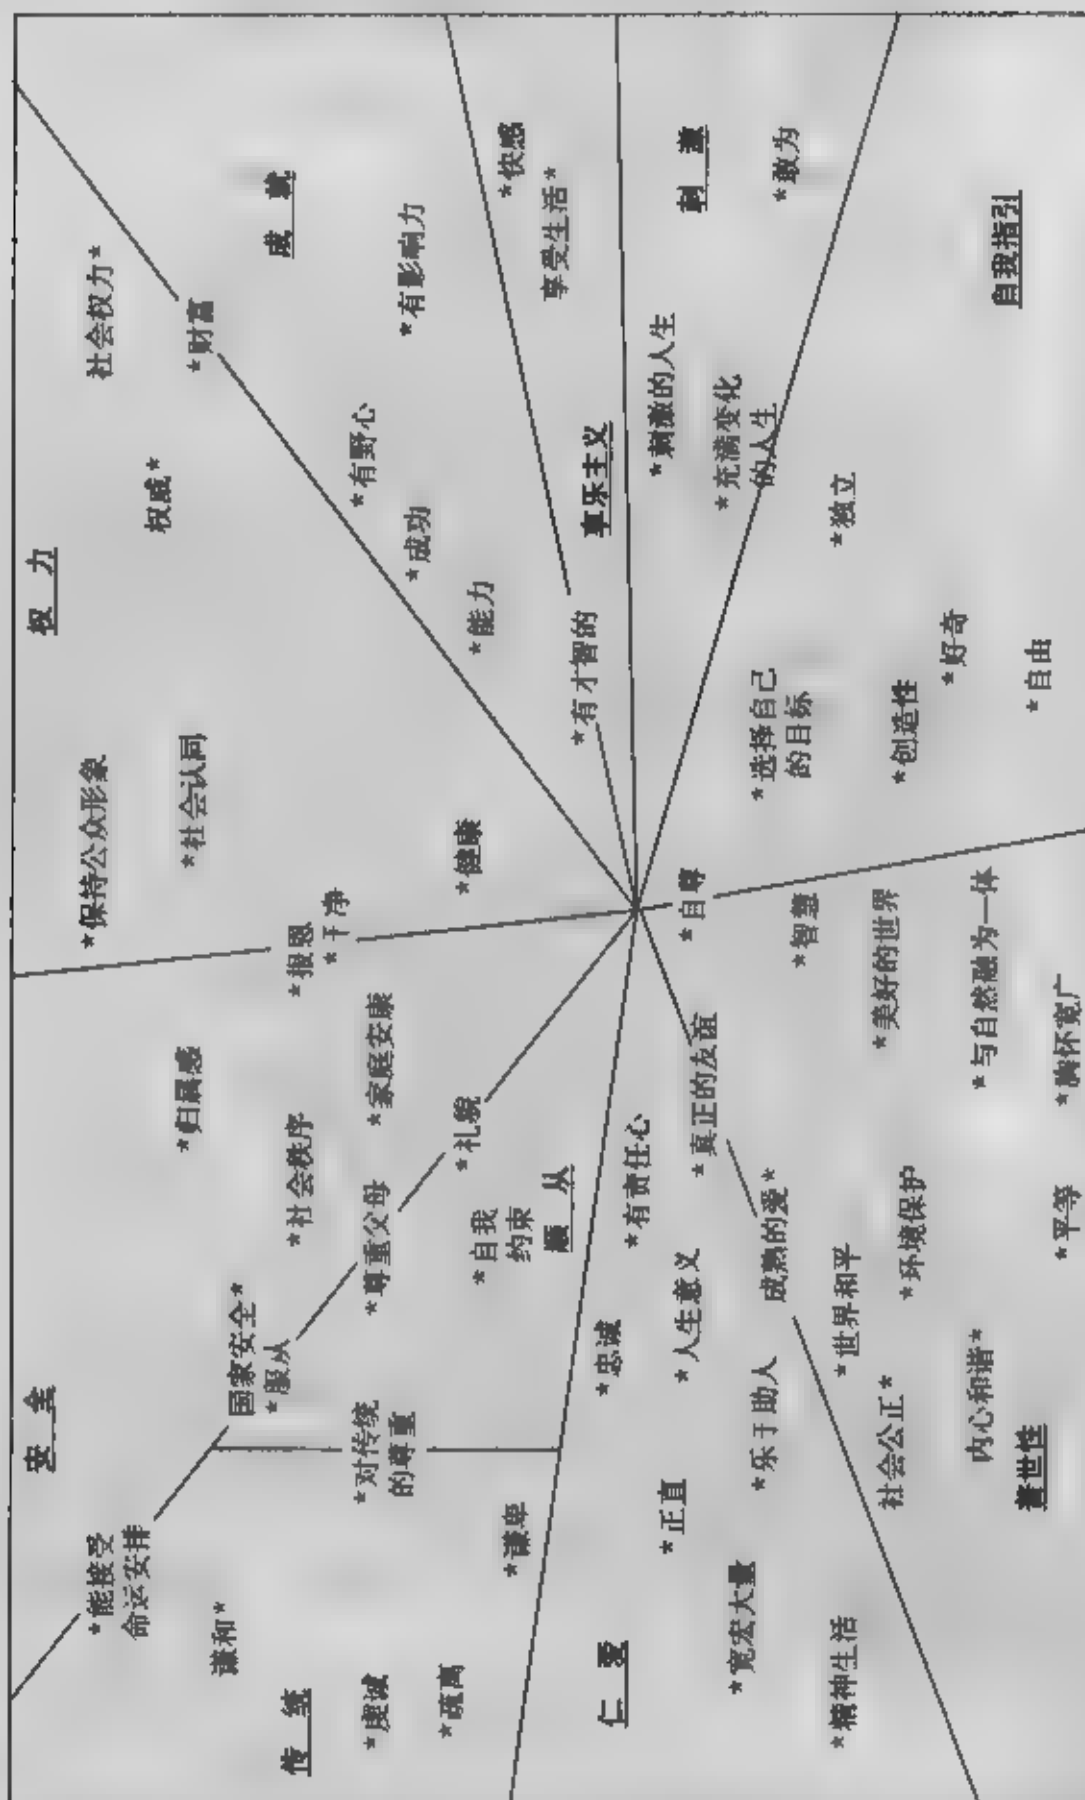 安 全
权 力
*能接受
命运安排
*保持公众形象
社会权力*
权威*
*归属感
*社会认同
*财富
谦和*
国家安全*
*服从
传 统
*社会秩序
*报恩
*干净
成 就
*虔诚
*对传统
的尊重
*尊重父母
*家庭安康
*有野心
*疏离
*礼貌
*健康
*成功
*有影响力
*谦卑
*自我
约束
*能力
*快感
顺 从
享受生活*
仁 爱
*忠诚
*有责任心
*有才智的
享乐主义
*正直
*人生意义
*真正的友谊
*自尊
*刺激的人生
刺 激
*宽宏大量
*乐于助人
成熟的爱*
*智慧
*选择自己
的目标
*充满变化
的人生
*敢为
*精神生活
*世界和平
*独立
社会公正*
*环境保护
*美好的世界
*创造性
内心和谐*
*与自然融为一体
*好奇
普世性
自我指引
*平等
*胸怀宽广
*自由